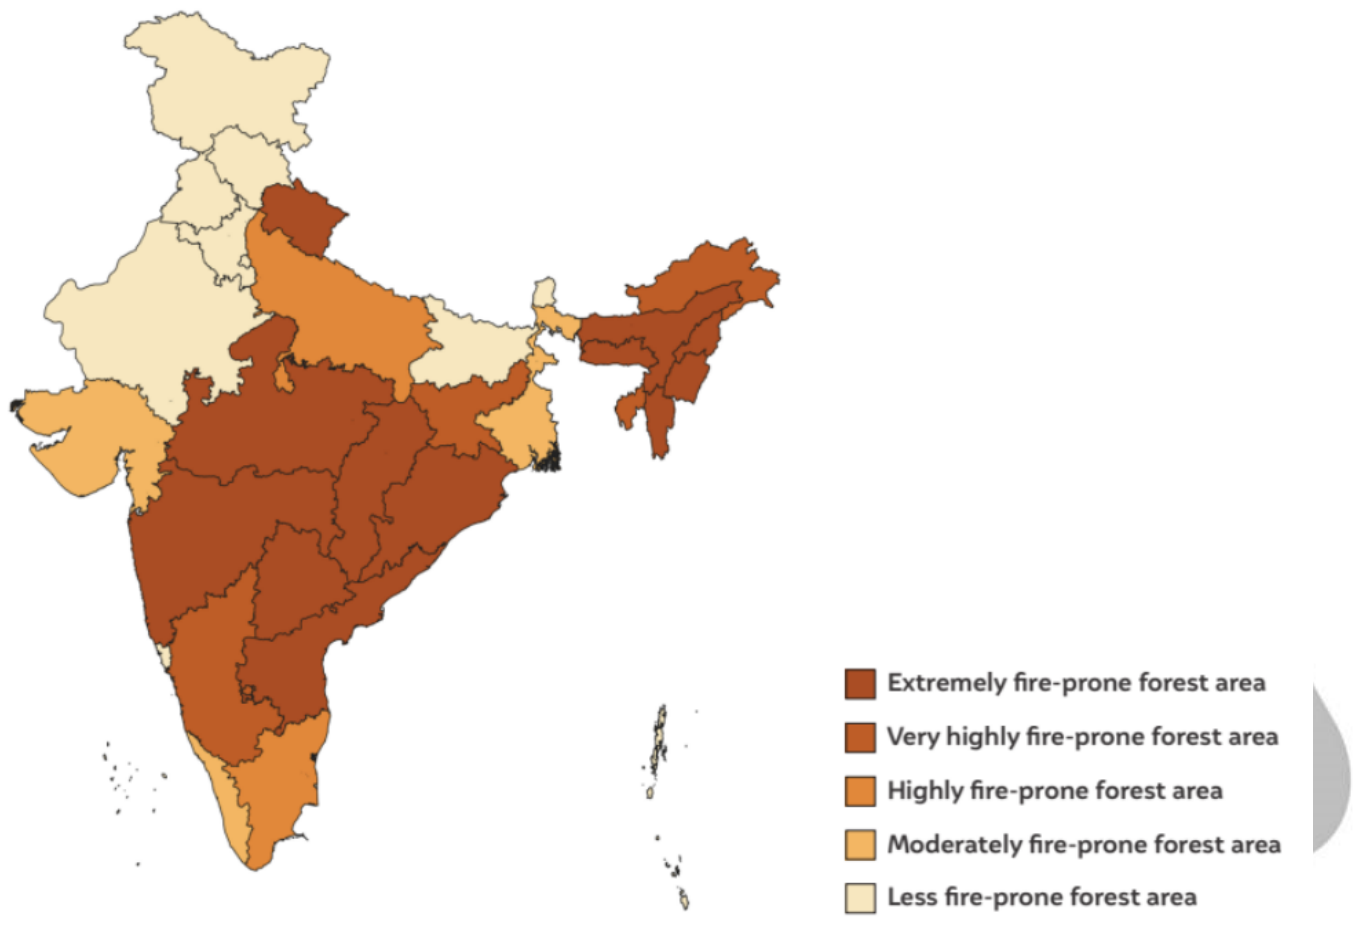 Extremely fire-prone forest area
Very highly fire-prone forest area
Highly fire-prone forest area
Moderately fire-prone forest area
Less fire-prone forest area